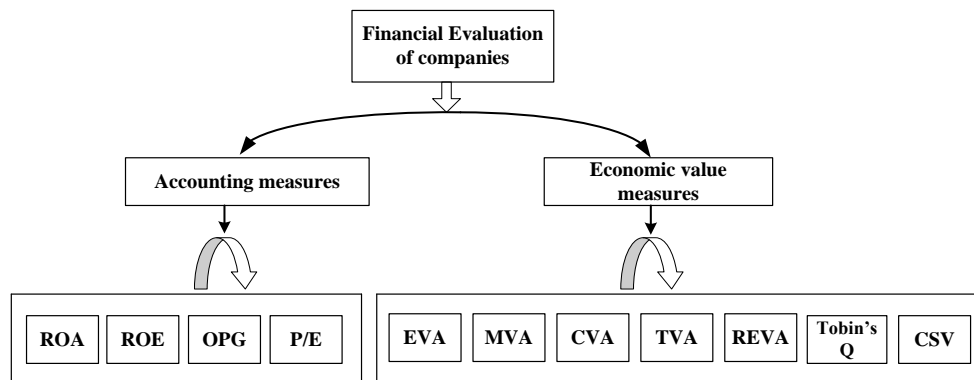 Financial Evaluation
of companies
Accounting measures
Economic value
measures
ROA
ROE
OPG
P/E
EVA
MVA
CVA
TVA
REVA
Tobin's
Q
CSV